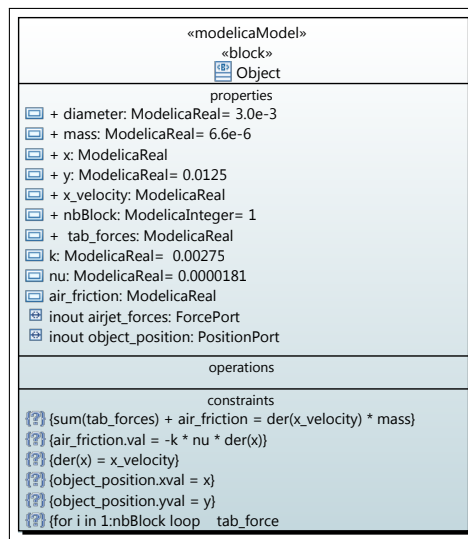 «modelicaModel»
«block»
Object
properties
+ diameter: ModelicaReal= 3.0e-3
+ mass: ModelicaReal= 6.6e-6
+ x: ModelicaReal
+ y: ModelicaReal= 0.0125
+ x_velocity: ModelicaReal
+ nbBlock: ModelicaInteger= 1
+ tab_forces: ModelicaReal
k: ModelicaReal= 0.00275
nu: ModelicaReal= 0.0000181
air_friction: ModelicaReal
inout airjet_forces: ForcePort
inout object_position: PositionPort
operations
constraints
{?} {sum(tab_forces) + air_friction = der(x_velocity) * mass}
{?} {air_friction.val = -k * nu * der(x)}
{?} {der(x) = x_velocity}
{?} {object_position.xval = x}
{?} {object_position.yval = y}
{?} {for i in 1:nbBlock loop tab_force